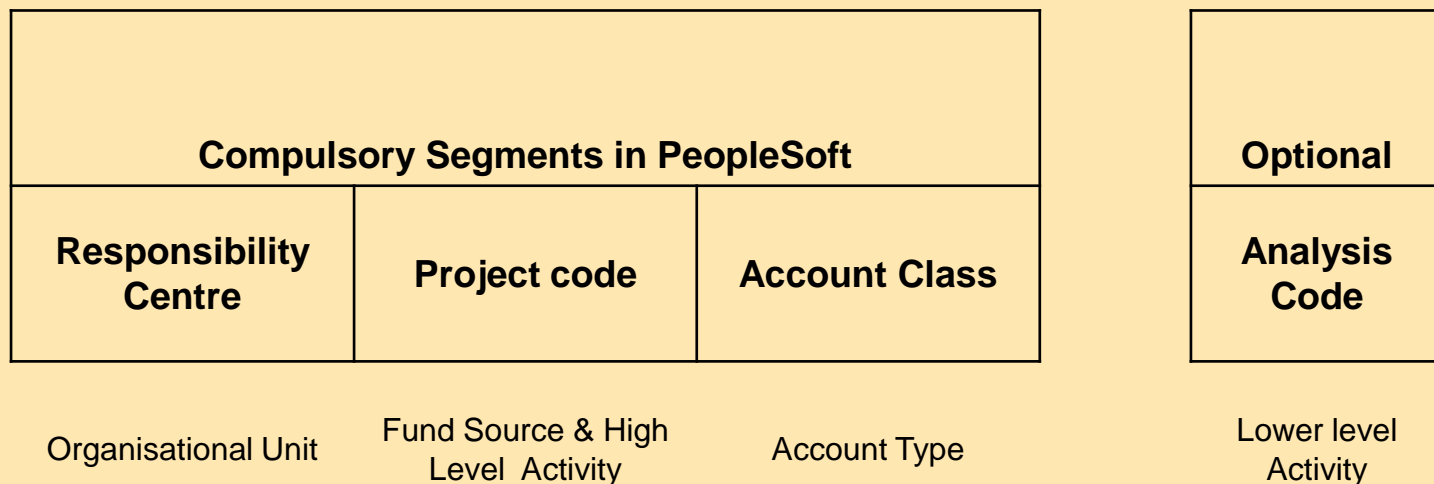 Compulsory Segments in PeopleSoft
Optional
Responsibility
Centre
Project code
Account Class
Analysis
Code
Organisational Unit
Fund Source & High
Level Activity
Account Type
Lower level
Activity